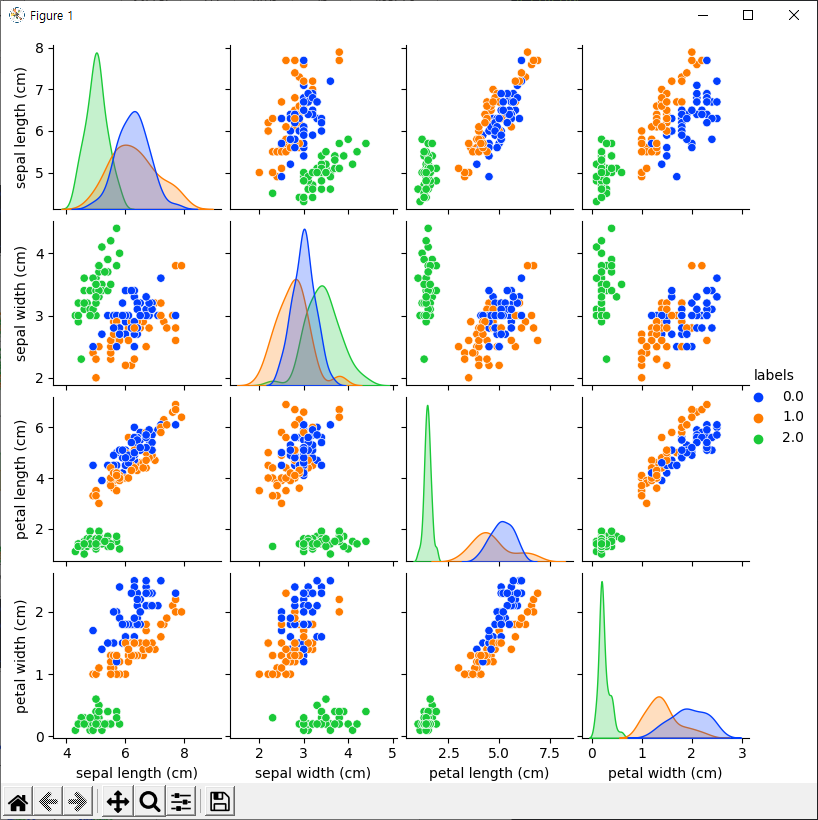 Figure 1
8
7
6
5
sepal length (cm)
4
3
2
sepal width (cm)
6
4
2
petal length (cm)
2
1
0
petal width (cm)
4 6 8
sepal length (cm)
2 3 4 5
sepal width (cm)
2.5 5.0 7.5
petal length (cm)
0 1 2 3
petal width (cm)
labels
0.0
1.0
2.0